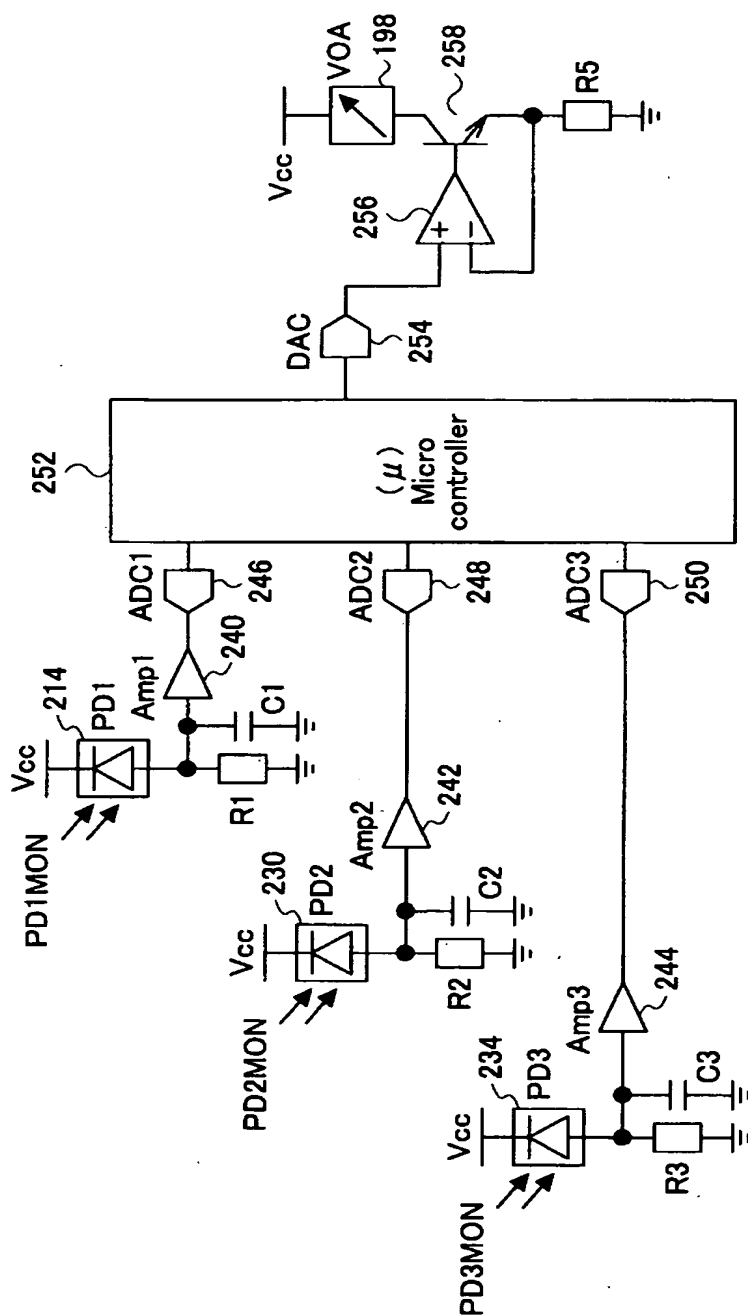 PD1MON
Vcc
214
PD1
R1
C1
Amp1
240
ADC1
246
PD2MON
Vcc
230
PD2
R2
C2
Amp2
242
ADC2
248
PD3MON
Vcc
234
PD3
R3
C3
Amp3
244
ADC3
250
252
(μ)
Micro
controller
DAC
254
256
+
−
Vcc
VOA
198
258
R5